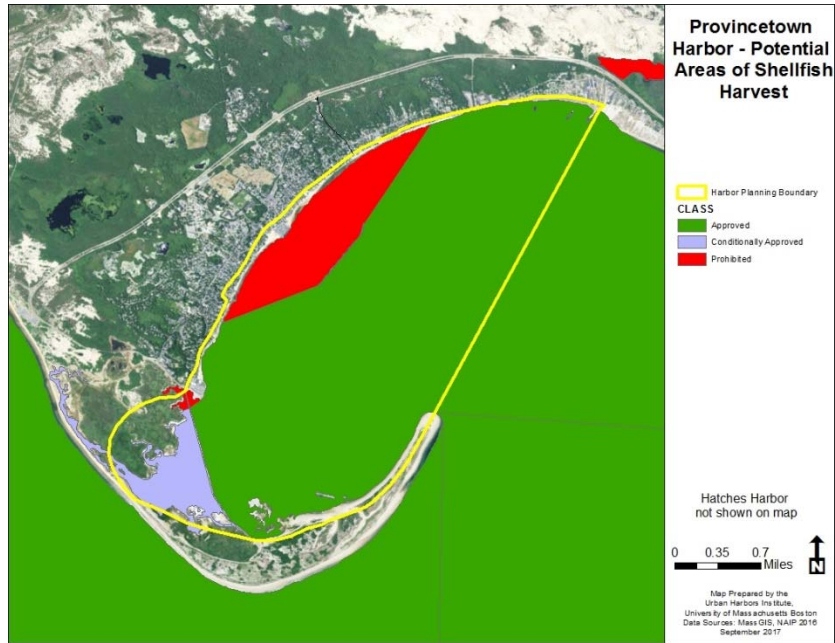 Provincetown
Harbor - Potential
Areas of Shellfish
Harvest
Harbor Planning Boundary
CLASS
Approved
Conditionally Approved
Prohibited
Hatches Harbor
not shown on map
0 0.35 0.7
Miles
N
Map Prepared by the
Urban Harbors Institute,
University of Massachusetts Boston
Data Sources: MassGIS, NAIP 2016
September 2017